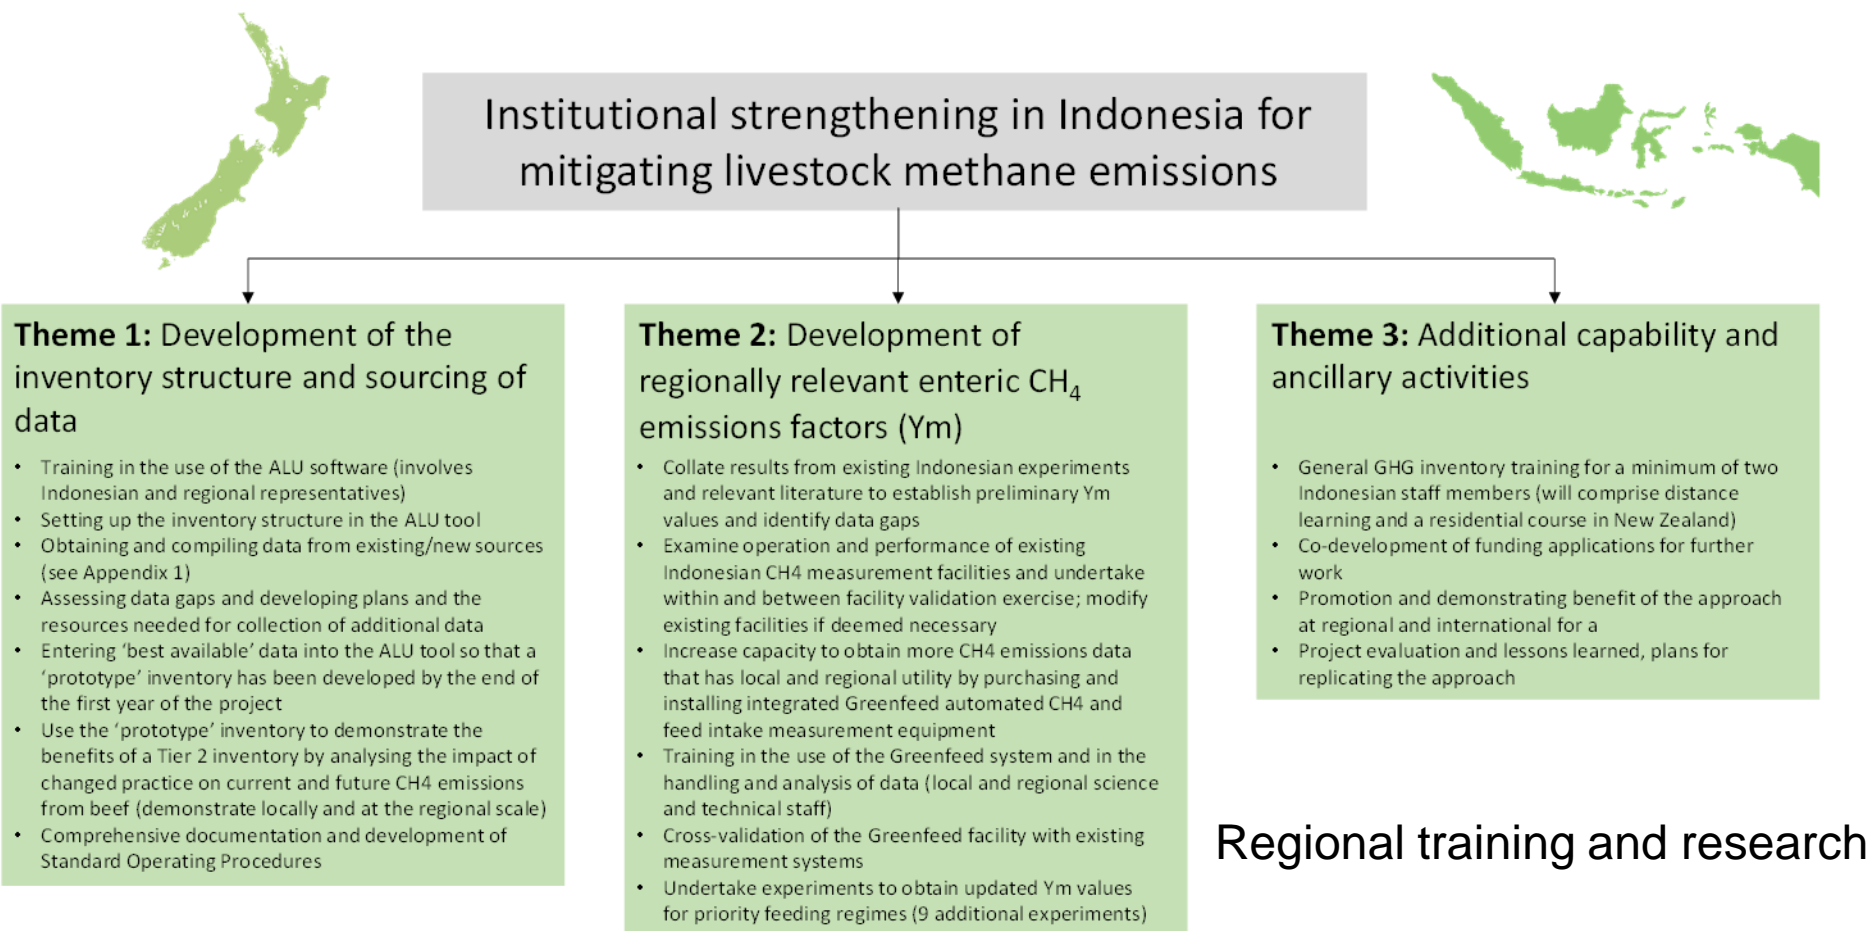 Institutional strengthening in Indonesia for
mitigating livestock methane emissions
Theme 1: Development of the
inventory structure and sourcing of
data
• Training in the use of the ALU software (involves
Indonesian and regional representatives)
• Setting up the inventory structure in the ALU tool
• Obtaining and compiling data from existing/new sources
(see Appendix 1)
• Assessing data gaps and developing plans and the
resources needed for collection of additional data
• Entering ‘best available’ data into the ALU tool so that a
‘prototype’ inventory has been developed by the end of
the first year of the project
• Use the ‘prototype’ inventory to demonstrate the
benefits of a Tier 2 inventory by analysing the impact of
changed practice on current and future CH4 emissions
from beef (demonstrate locally and at the regional scale)
• Comprehensive documentation and development of
Standard Operating Procedures
Theme 2: Development of
regionally relevant enteric CH₄
emissions factors (Ym)
• Collate results from existing Indonesian experiments
and relevant literature to establish preliminary Ym
values and identify data gaps
• Examine operation and performance of existing
Indonesian CH4 measurement facilities and undertake
within and between facility validation exercise; modify
existing facilities if deemed necessary
• Increase capacity to obtain more CH4 emissions data
that has local and regional utility by purchasing and
installing integrated Greenfeed automated CH4 and
feed intake measurement equipment
• Training in the use of the Greenfeed system and in the
handling and analysis of data (local and regional science
and technical staff)
• Cross-validation of the Greenfeed facility with existing
measurement systems
• Undertake experiments to obtain updated Ym values
for priority feeding regimes (9 additional experiments)
Theme 3: Additional capability and
ancillary activities
• General GHG inventory training for a minimum of two
Indonesian staff members (will comprise distance
learning and a residential course in New Zealand)
• Co-development of funding applications for further
work
• Promotion and demonstrating benefit of the approach
at regional and international for a
• Project evaluation and lessons learned, plans for
replicating the approach
Regional training and research